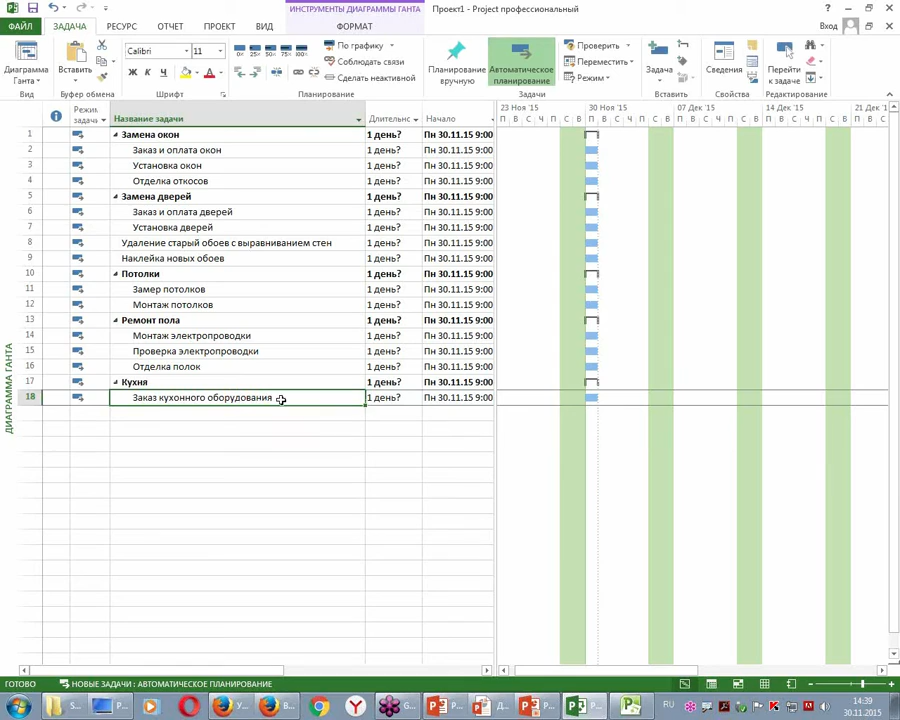 ИНСТРУМЕНТЫ ДИАГРАММЫ ГАНТА
Проект1 - Project профессиональный
ФАЙЛ ЗАДАЧА РЕСУРС ОТЧЕТ ПРОЕКТ ВИД ФОРМАТ Вход
Calibri 11
По графику
Соблюдать связи
Сделать неактивной
Диаграмма Ганта
Вставить
Планирование вручную
Автоматическое планирование
Проверить
Переместить
Режим
Задача
Сведения
Перейти к задаче
Ж К Ч
Вид Буфер обмена Шрифт Планирование Задачи Вставить Свойства Редактирование
Режим задачи Название задачи Длительнс Начало
23 Ноя '15 30 Ноя '15 07 Дек '15 14 Дек '15 21 Дек '1
П В С Ч П С В П В С Ч П С В П В С Ч П С В П В С Ч П С В П В С
1 Замена окон 1 день? Пн 30.11.15 9:00
2 Заказ и оплата окон 1 день? Пн 30.11.15 9:00
3 Установка окон 1 день? Пн 30.11.15 9:00
4 Отделка откосов 1 день? Пн 30.11.15 9:00
5 Замена дверей 1 день? Пн 30.11.15 9:00
6 Заказ и оплата дверей 1 день? Пн 30.11.15 9:00
7 Установка дверей 1 день? Пн 30.11.15 9:00
8 Удаление старый обоев с выравниванием стен 1 день? Пн 30.11.15 9:00
9 Наклейка новых обоев 1 день? Пн 30.11.15 9:00
10 Потолки 1 день? Пн 30.11.15 9:00
11 Замер потолков 1 день? Пн 30.11.15 9:00
12 Монтаж потолков 1 день? Пн 30.11.15 9:00
13 Ремонт пола 1 день? Пн 30.11.15 9:00
14 Монтаж электропроводки 1 день? Пн 30.11.15 9:00
15 Проверка электропроводки 1 день? Пн 30.11.15 9:00
16 Отделка полок 1 день? Пн 30.11.15 9:00
17 Кухня 1 день? Пн 30.11.15 9:00
18 Заказ кухонного оборудования 1 день? Пн 30.11.15 9:00
ДИАГРАММА ГАНТА
ГОТОВО НОВЫЕ ЗАДАЧИ : АВТОМАТИЧЕСКОЕ ПЛАНИРОВАНИЕ
S... P... У... В... G... P... Д... P... P...
RU
14:39
30.11.2015